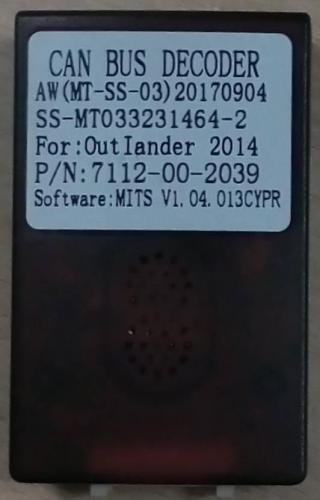 CAN BUS DECODER
AW(MT-SS-03)20170904
SS-MT033231464-2
For:Outlander 2014
P/N:7112-00-2039
Software:MITS V1.04.013CYPR